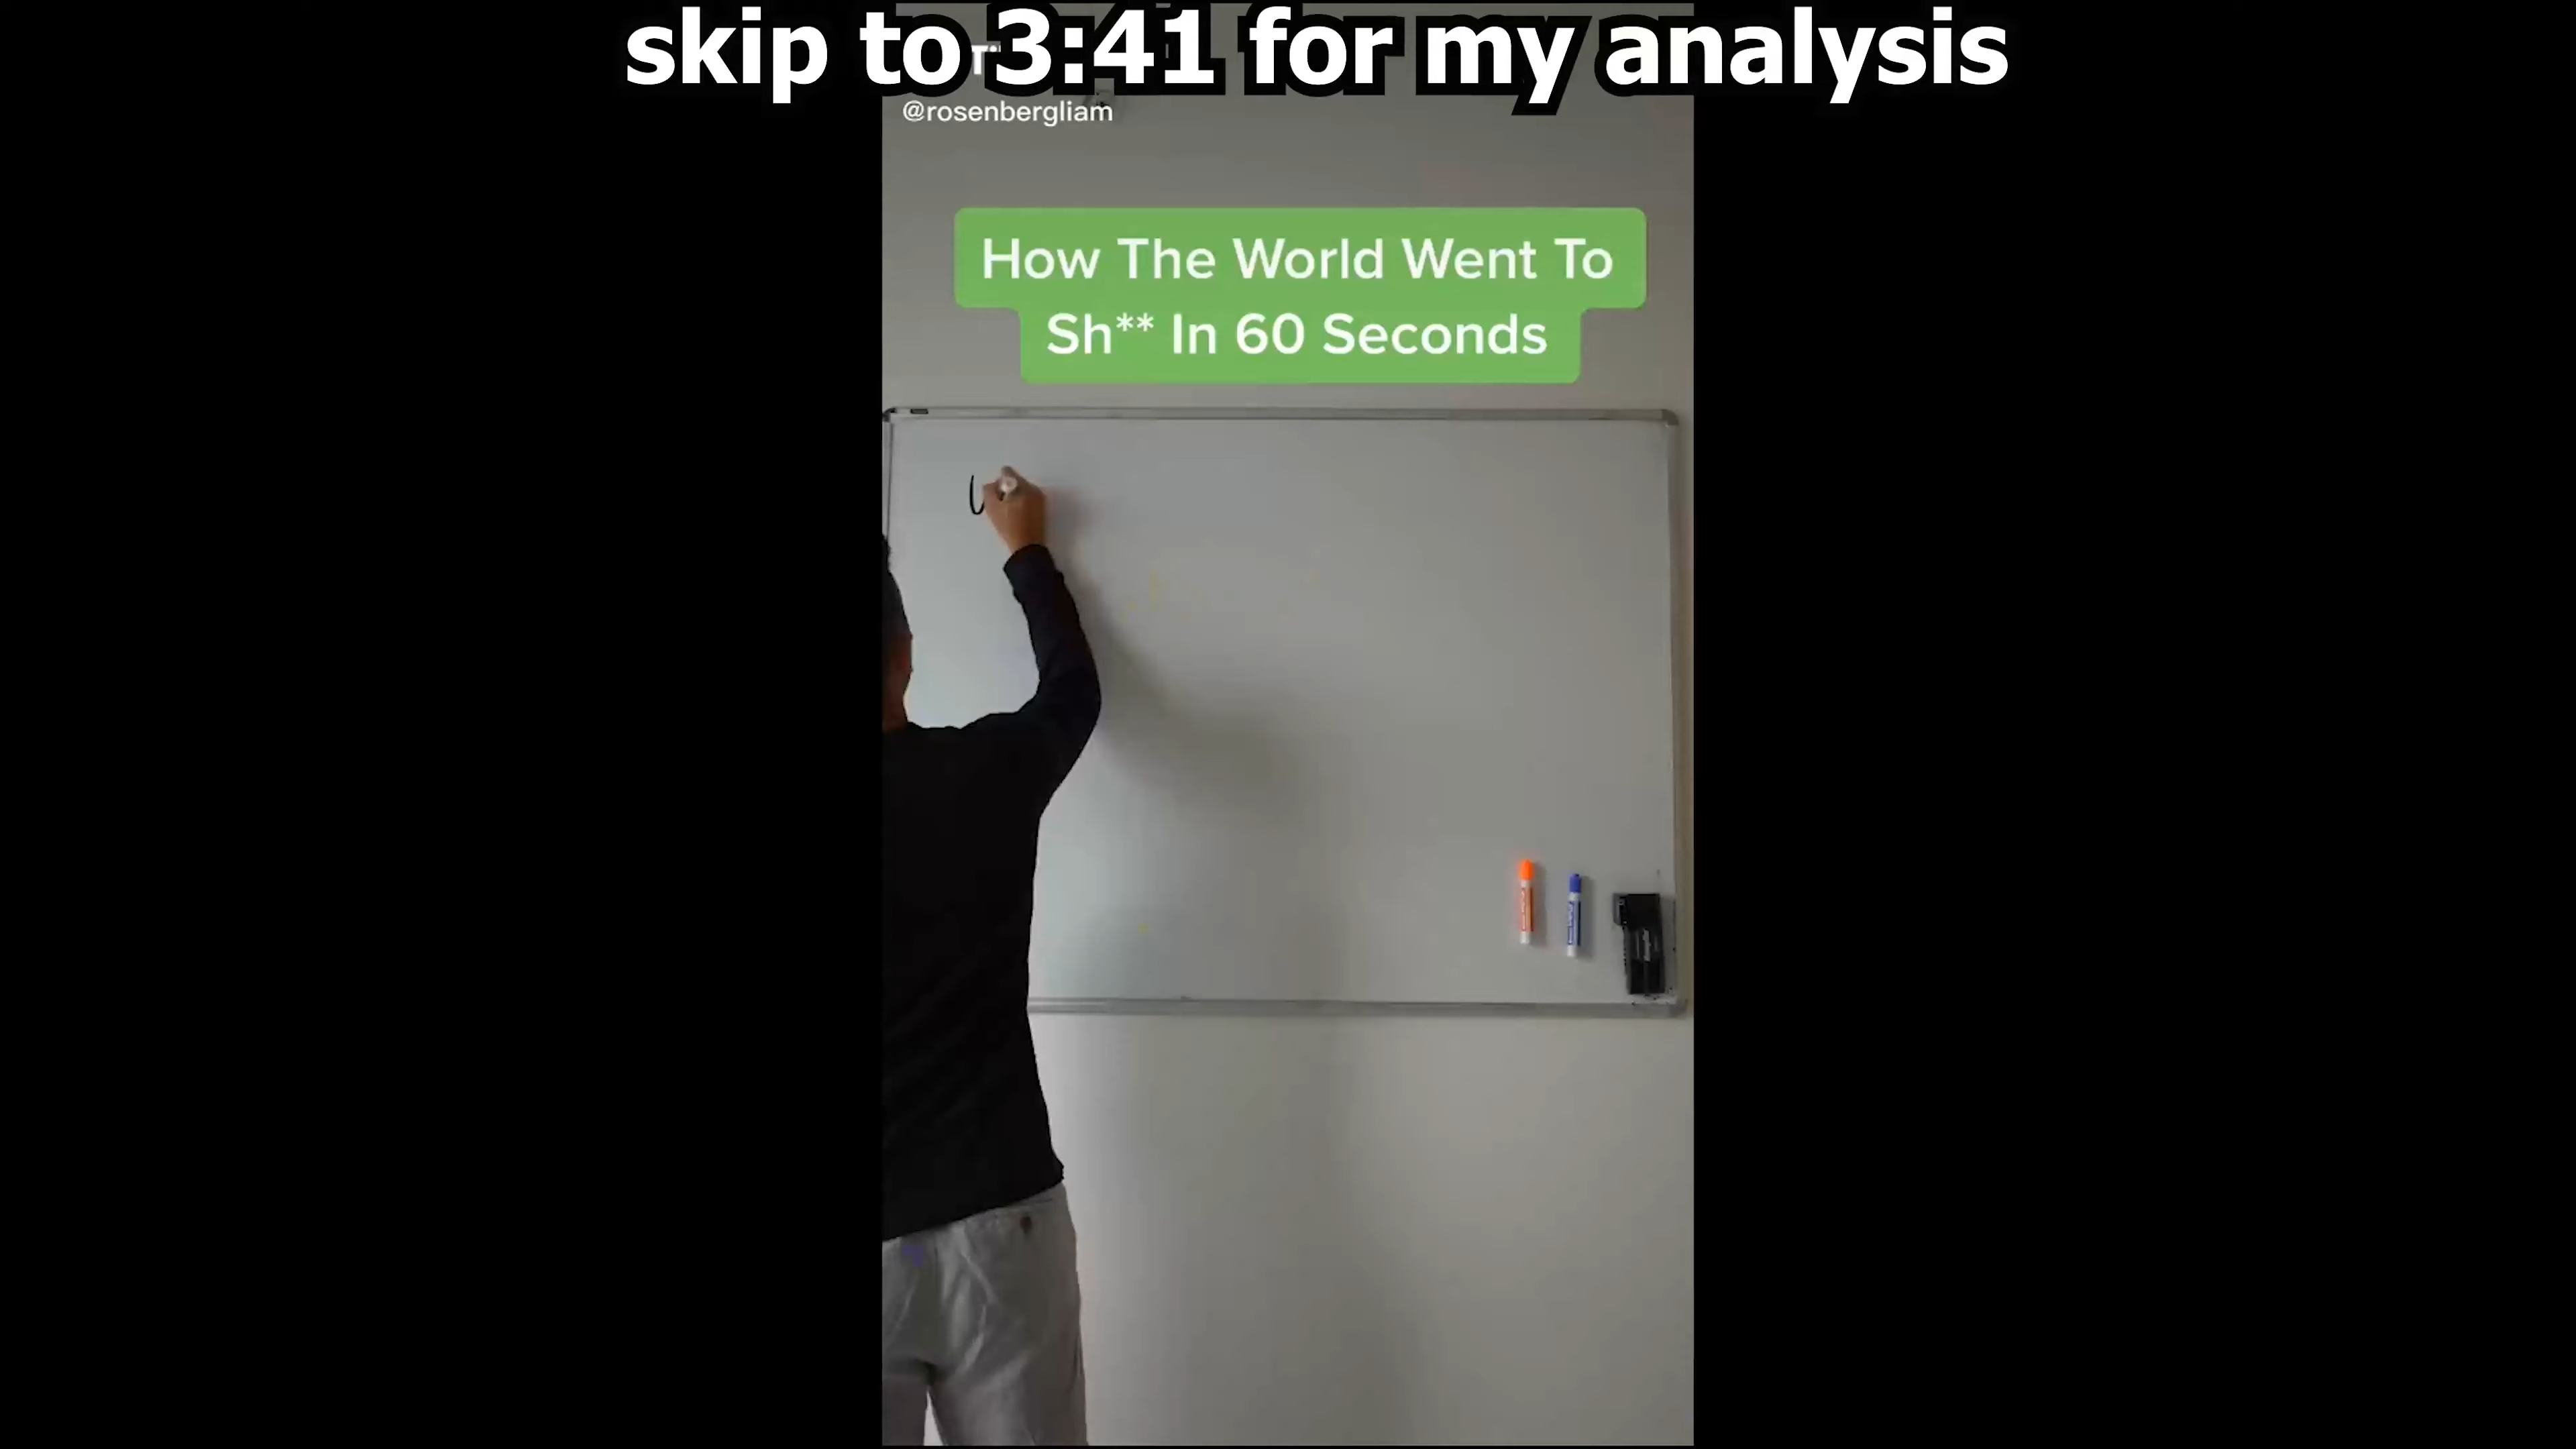 skip to 3:41 for my analysis
@rosenbergliam
How The World Went To
Sh** In 60 Seconds